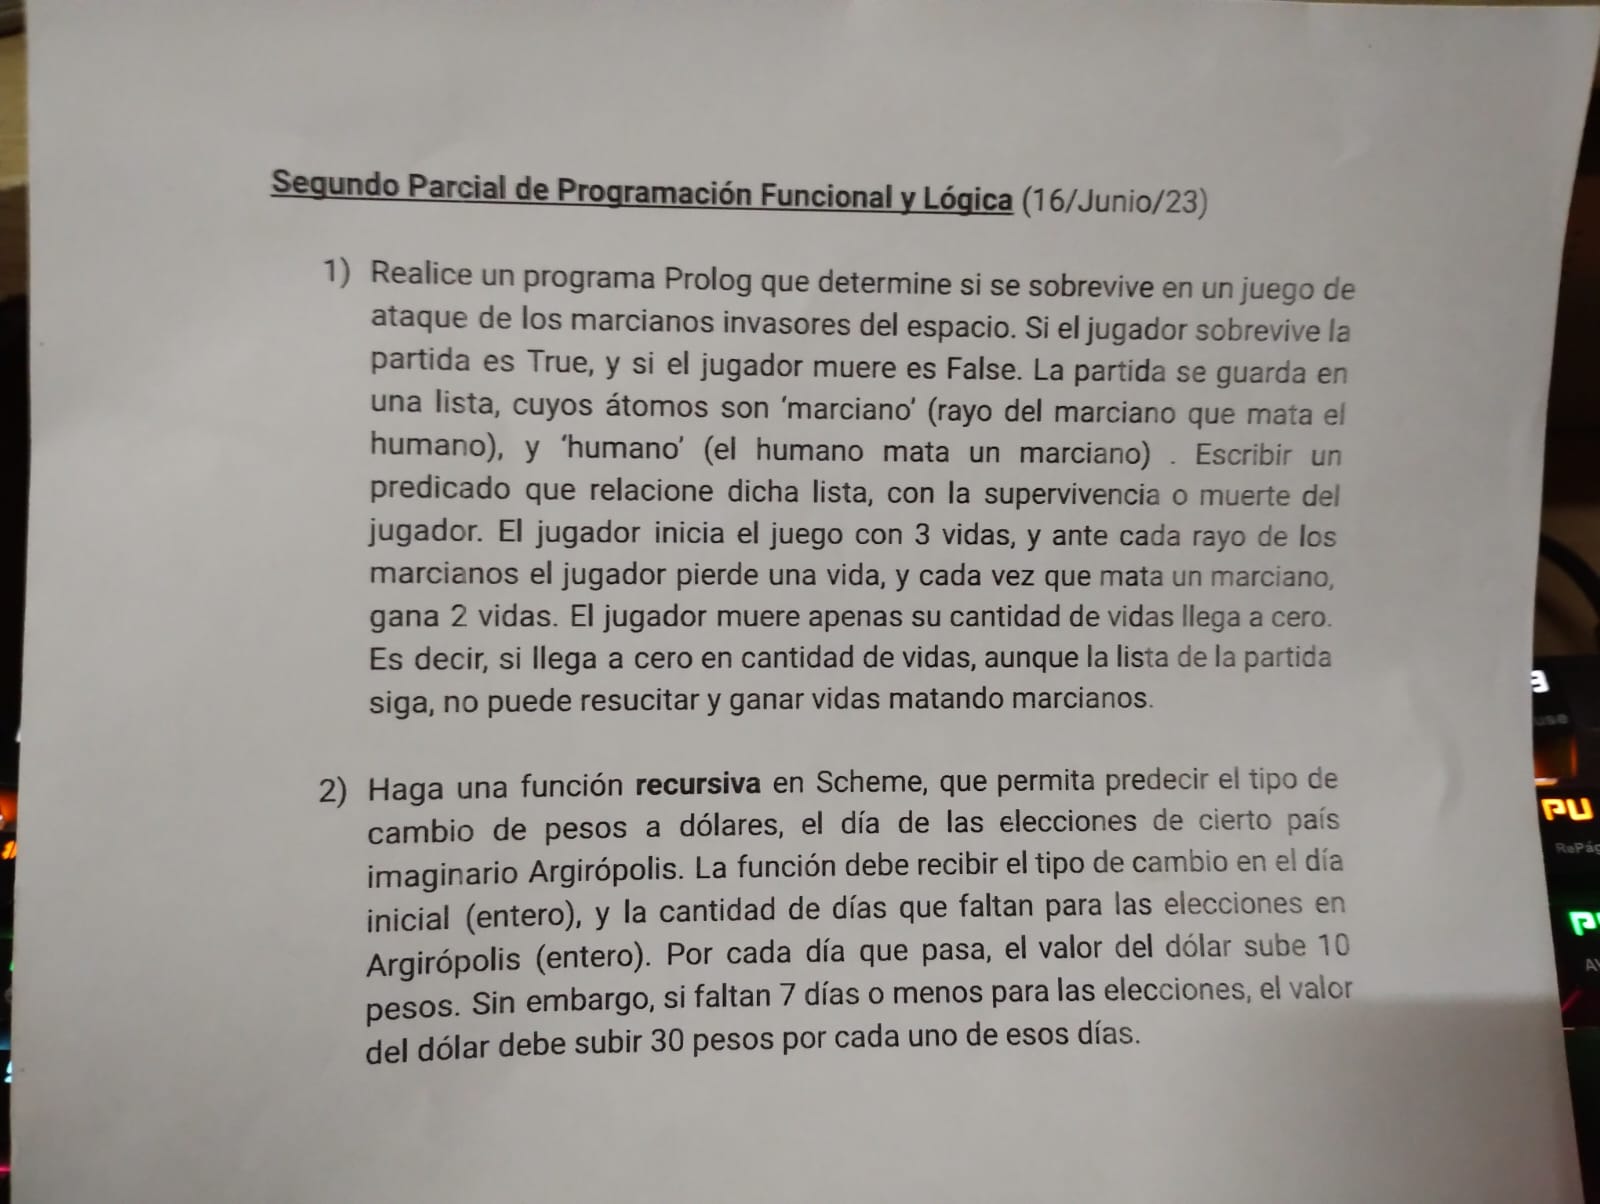 Segundo Parcial de Programación Funcional y Lógica (16/Junio/23)
1) Realice un programa Prolog que determine si se sobrevive en un juego de
ataque de los marcianos invasores del espacio. Si el jugador sobrevive la
partida es True, y si el jugador muere es False. La partida se guarda en
una lista, cuyos átomos son ‘marciano’ (rayo del marciano que mata el
humano), y ‘humano’ (el humano mata un marciano) . Escribir un
predicado que relacione dicha lista, con la supervivencia o muerte del
jugador. El jugador inicia el juego con 3 vidas, y ante cada rayo de los
marcianos el jugador pierde una vida, y cada vez que mata un marciano,
gana 2 vidas. El jugador muere apenas su cantidad de vidas llega a cero.
Es decir, si llega a cero en cantidad de vidas, aunque la lista de la partida
siga, no puede resucitar y ganar vidas matando marcianos.
2) Haga una función recursiva en Scheme, que permita predecir el tipo de
cambio de pesos a dólares, el día de las elecciones de cierto país
imaginario Argirópolis. La función debe recibir el tipo de cambio en el día
inicial (entero), y la cantidad de días que faltan para las elecciones en
Argirópolis (entero). Por cada día que pasa, el valor del dólar sube 10
pesos. Sin embargo, si faltan 7 días o menos para las elecciones, el valor
del dólar debe subir 30 pesos por cada uno de esos días.
PU
RePág